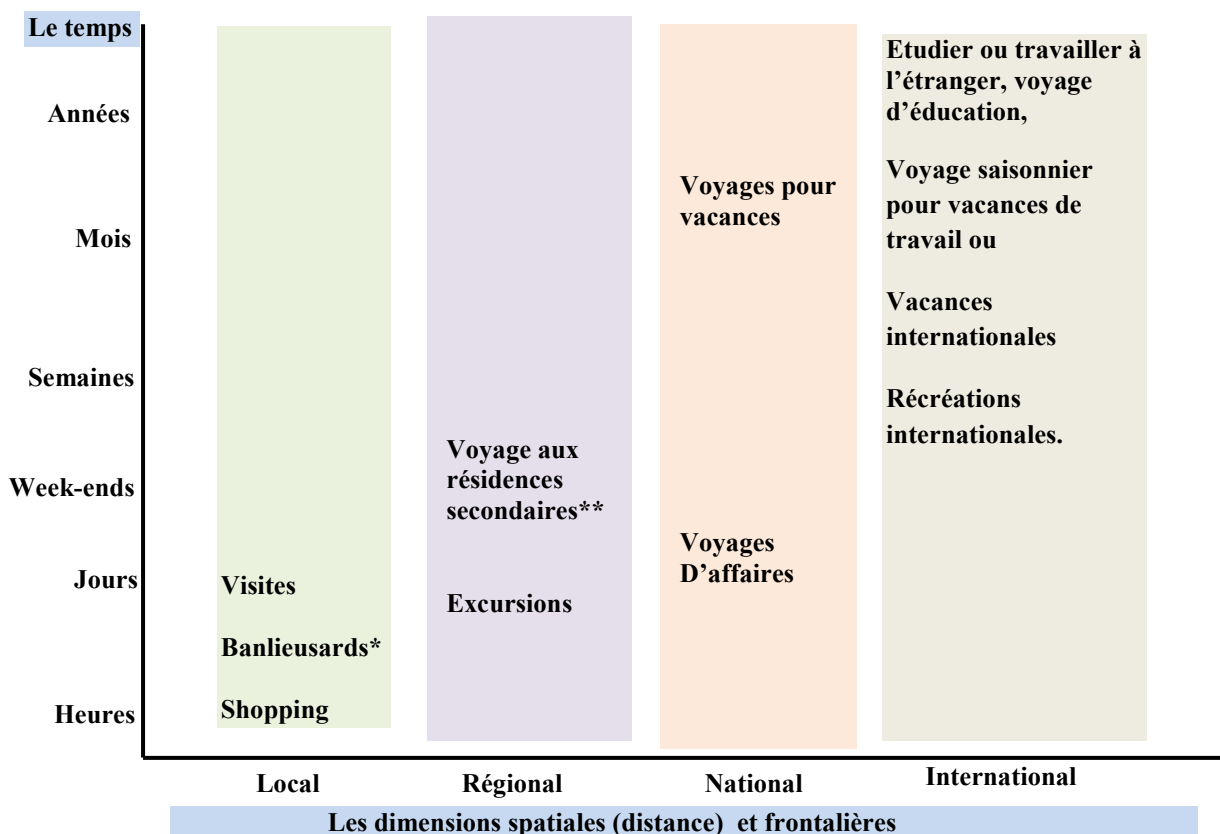 Le temps
Années
Mois
Semaines
Week-ends
Jours
Heures
Visites
Banlieusards*
Shopping
Voyage aux
résidences
secondaires**
Excursions
Voyages pour
vacances
Voyages
D’affaires
Etudier ou travailler à
l’étranger, voyage
d’éducation,
Voyage saisonnier
pour vacances de
travail ou
Vacances
internationales
Récréations
internationales.
Local
Régional
National
International
Les dimensions spatiales (distance) et frontalières